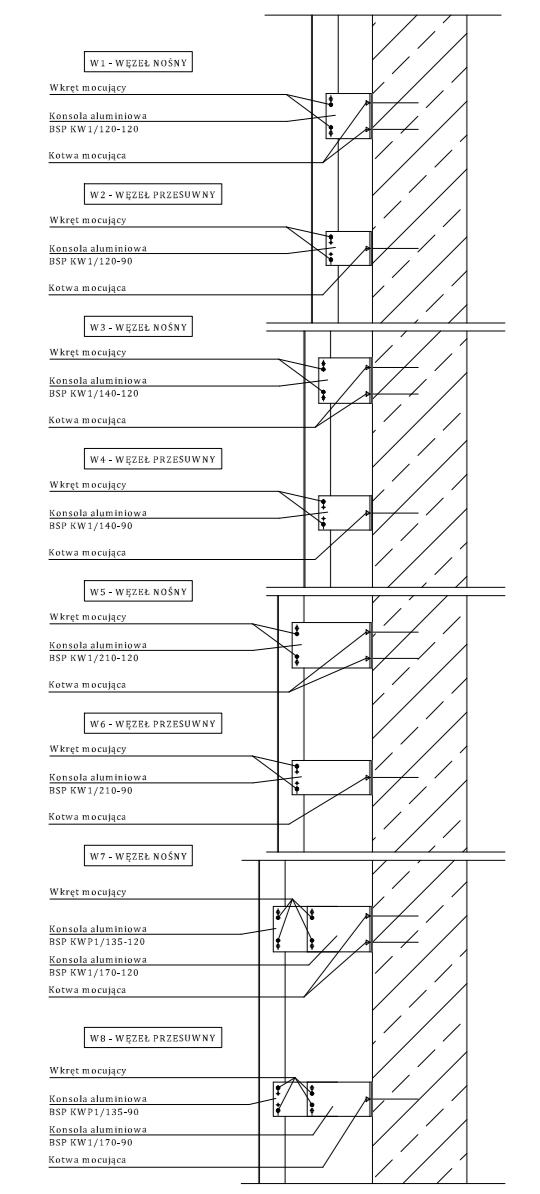 W1 - WĘZEŁ NOŚNY
Wkręt mocujący
Konsola aluminiowa
BSP KW1/120-120
Kotwa mocująca
W2 - WĘZEŁ PRZESUWNY
Wkręt mocujący
Konsola aluminiowa
BSP KW1/120-90
Kotwa mocująca
W3 - WĘZEŁ NOŚNY
Wkręt mocujący
Konsola aluminiowa
BSP KW1/140-120
Kotwa mocująca
W4 - WĘZEŁ PRZESUWNY
Wkręt mocujący
Konsola aluminiowa
BSP KW1/140-90
Kotwa mocująca
W5 - WĘZEŁ NOŚNY
Wkręt mocujący
Konsola aluminiowa
BSP KW1/210-120
Kotwa mocująca
W6 - WĘZEŁ PRZESUWNY
Wkręt mocujący
Konsola aluminiowa
BSP KW1/210-90
Kotwa mocująca
W7 - WĘZEŁ NOŚNY
Wkręt mocujący
Konsola aluminiowa
BSP KWP1/135-120
Konsola aluminiowa
BSP KW1/170-120
Kotwa mocująca
W8 - WĘZEŁ PRZESUWNY
Wkręt mocujący
Konsola aluminiowa
BSP KWP1/135-90
Konsola aluminiowa
BSP KW1/170-90
Kotwa mocująca